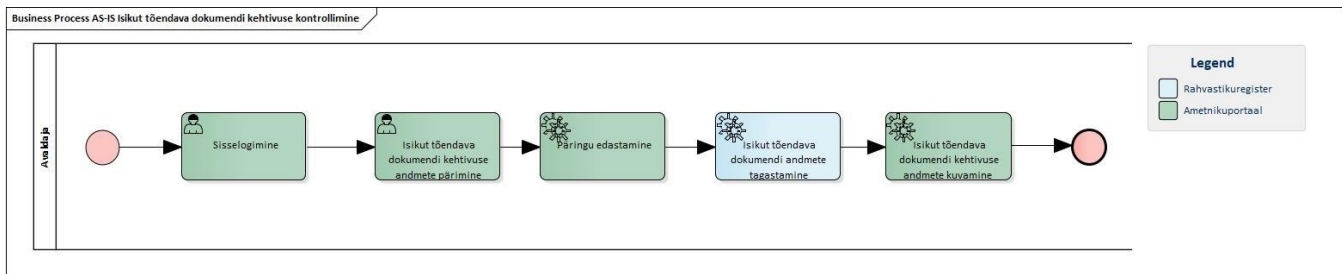 Business Process AS-IS Isikut tõendava dokumendi kehtivuse kontrollimine
Avaldaja
Sisselogimine
Isikut tõendava
dokumendi kehtivuse
andmete pärimine
Päringu edastamine
Isikut tõendava
dokumendi andmete
tagastamine
Isikut tõendava
dokumendi kehtivuse
andmete kuvamine
Legend
Rahvastikuregister
Ametnikuportaal